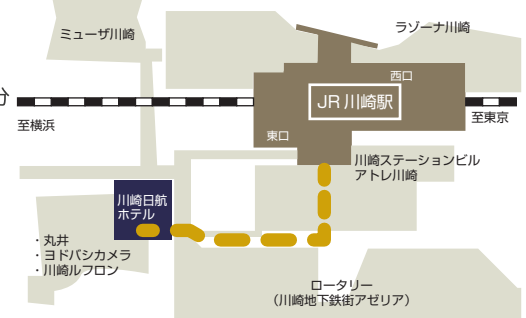 ミューザ川崎
ラゾーナ川崎
西口
分
JR川崎駅
至横浜
至東京
東口
川崎ステーションビル
アトレ川崎
川崎日航
ホテル
・丸井
・ヨドバシカメラ
・川崎ルフロン
ロータリー
（川崎地下鉄街アゼリア）